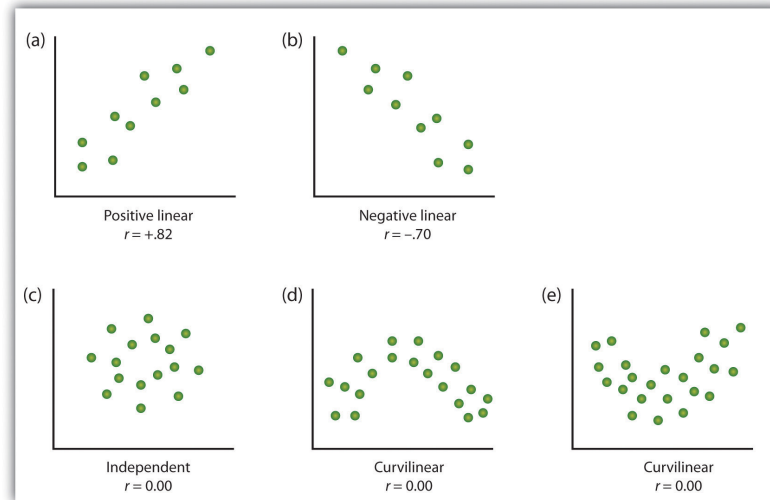 (a)
Positive linear
r = +.82
(b)
Negative linear
r = –.70
(c)
Independent
r = 0.00
(d)
Curvilinear
r = 0.00
(e)
Curvilinear
r = 0.00